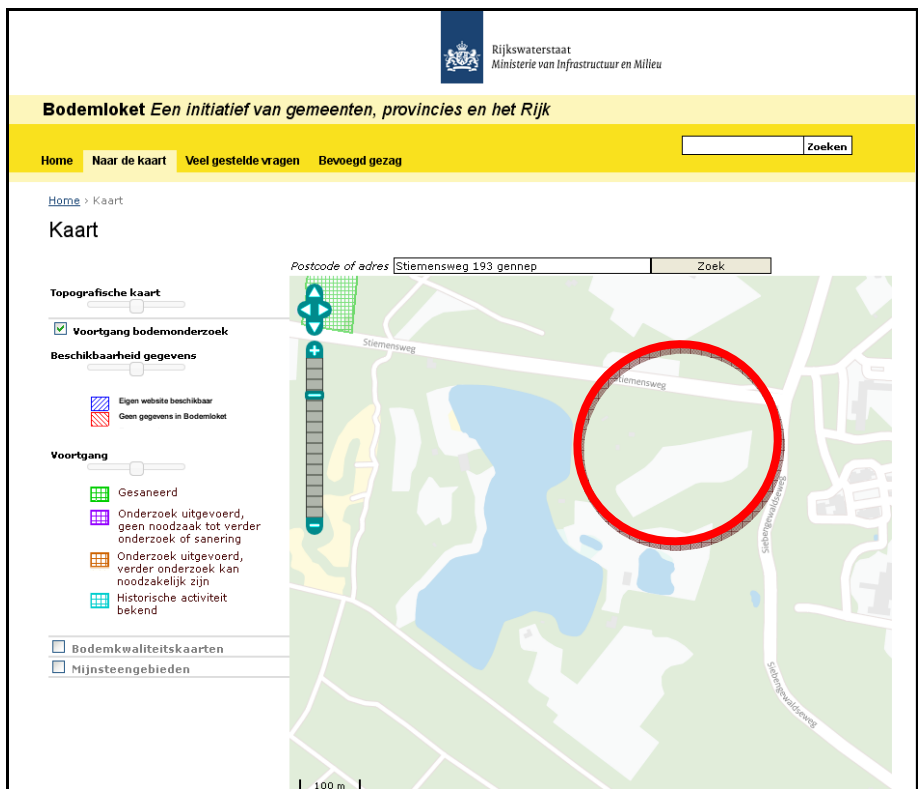 Rijkswaterstaat
Ministerie van Infrastructuur en Milieu
Bodemloket Een initiatief van gemeenten, provincies en het Rijk
Zoeken
Home Naar de kaart Veel gestelde vragen Bevoegd gezag
Home › Kaart
Kaart
Postcode of adres Stiemensweg 193 gennep Zoek
Topografische kaart
Voortgang bodemonderzoek
Beschikbaarheid gegevens
Eigen website beschikbaar
Geen gegevens in Bodemloket
Voortgang
Gesaneerd
Onderzoek uitgevoerd,
geen noodzaak tot verder
onderzoek of sanering
Onderzoek uitgevoerd,
verder onderzoek kan
noodzakelijk zijn
Historische activiteit
bekend
Bodemkwaliteitskaarten
Mijnsteengebieden
Stiemensweg
Stiemensweg
Siebengewaldseweg
Siebengewaldseweg
100 m